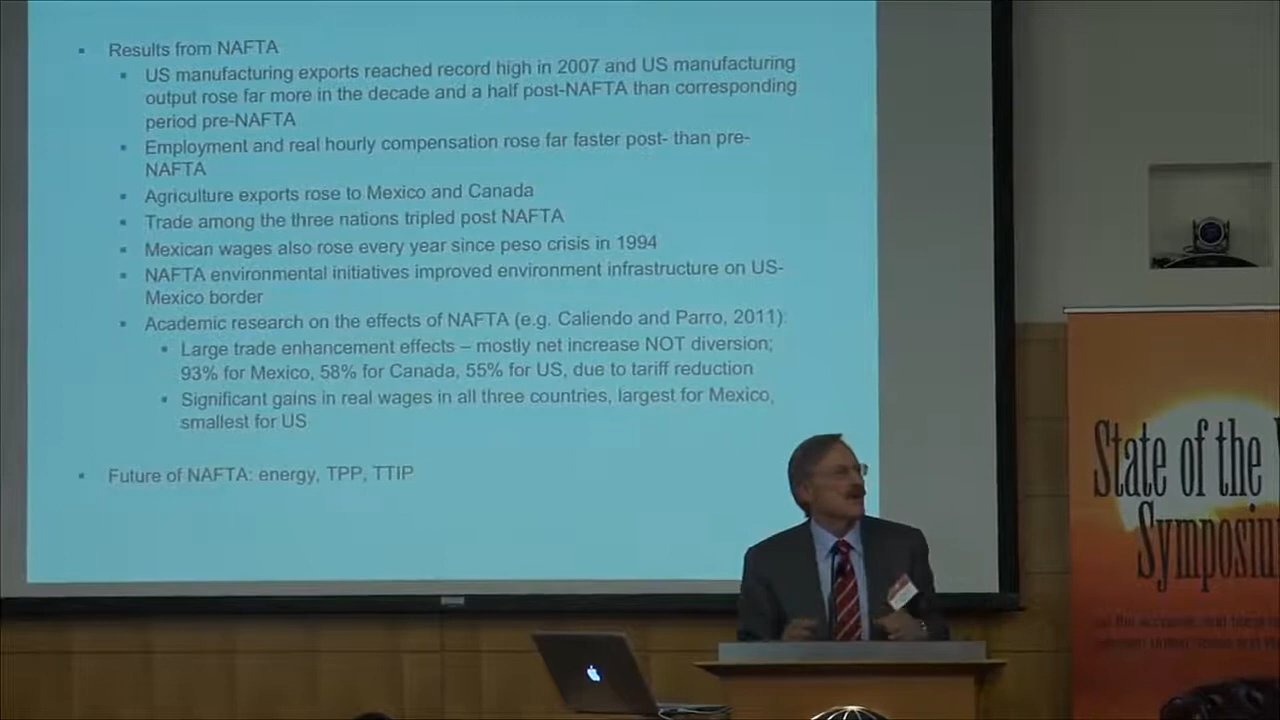 Results from NAFTA
US manufacturing exports reached record high in 2007 and US manufacturing
output rose far more in the decade and a half post-NAFTA than corresponding
period pre-NAFTA
Employment and real hourly compensation rose far faster post- than pre-
NAFTA
Agriculture exports rose to Mexico and Canada
Trade among the three nations tripled post NAFTA
Mexican wages also rose every year since peso crisis in 1994
NAFTA environmental initiatives improved environment infrastructure on US-
Mexico border
Academic research on the effects of NAFTA (e.g. Caliendo and Parro, 2011):
Large trade enhancement effects – mostly net increase NOT diversion;
93% for Mexico, 58% for Canada, 55% for US, due to tariff reduction
Significant gains in real wages in all three countries, largest for Mexico,
smallest for US
Future of NAFTA: energy, TPP, TTIP
State of the
Symposiu